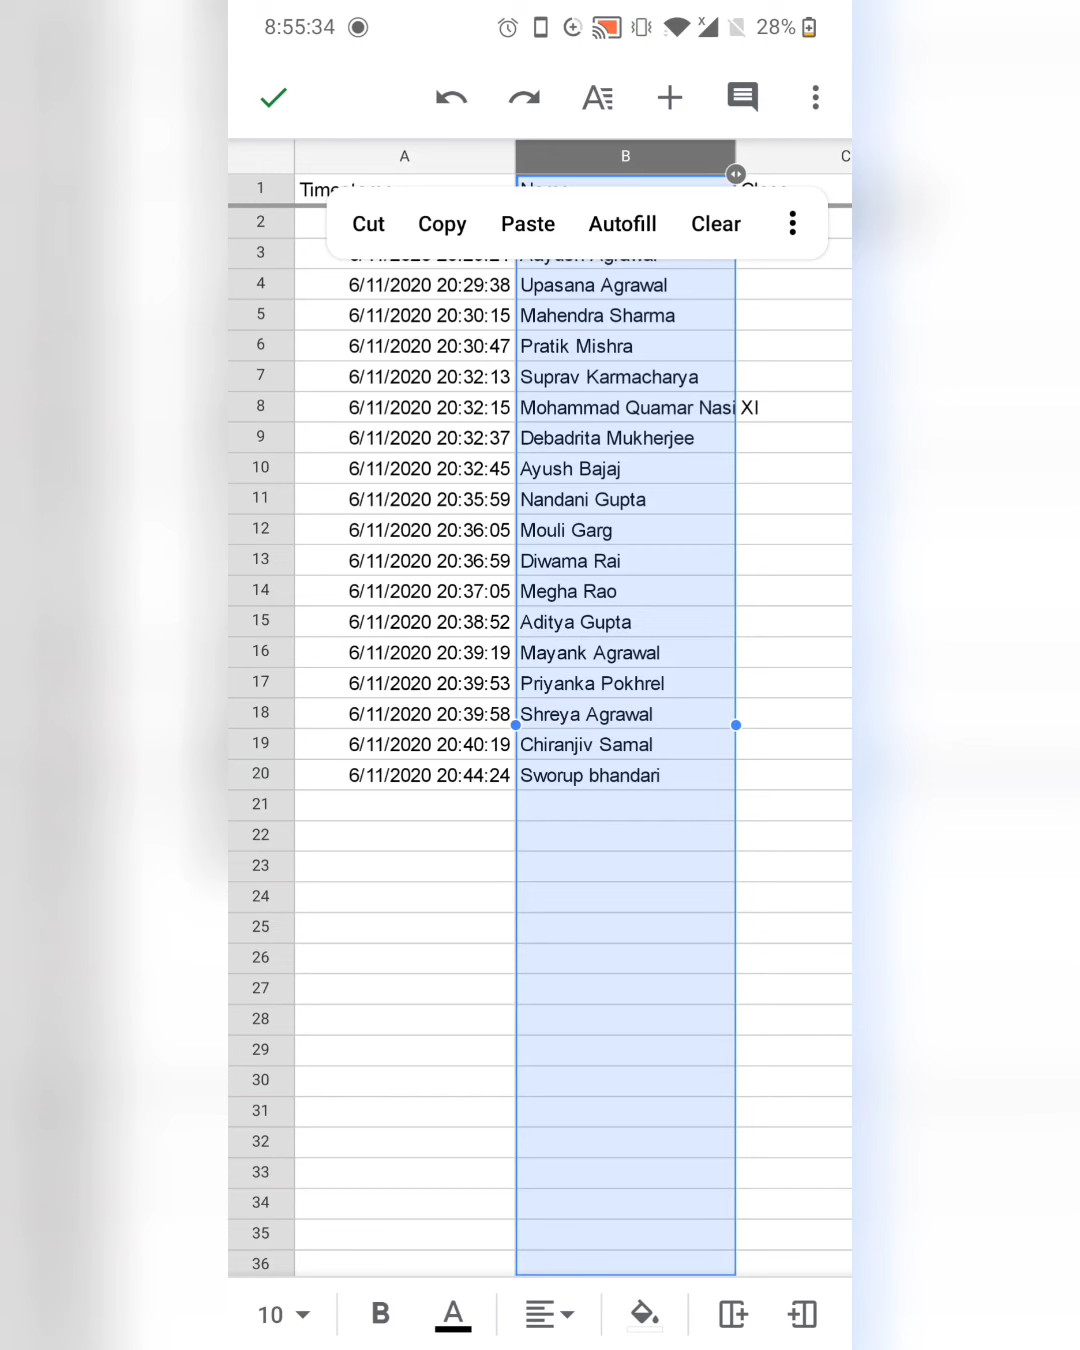 8:55:34 x 28%
A B C
1 Time
2 Cut Copy Paste Autofill Clear
3 Agrawal
4 6/11/2020 20:29:38 Upasana Agrawal
5 6/11/2020 20:30:15 Mahendra Sharma
6 6/11/2020 20:30:47 Pratik Mishra
7 6/11/2020 20:32:13 Suprav Karmacharya
8 6/11/2020 20:32:15 Mohammad Quamar Nasi XI
9 6/11/2020 20:32:37 Debadrita Mukherjee
10 6/11/2020 20:32:45 Ayush Bajaj
11 6/11/2020 20:35:59 Nandani Gupta
12 6/11/2020 20:36:05 Mouli Garg
13 6/11/2020 20:36:59 Diwama Rai
14 6/11/2020 20:37:05 Megha Rao
15 6/11/2020 20:38:52 Aditya Gupta
16 6/11/2020 20:39:19 Mayank Agrawal
17 6/11/2020 20:39:53 Priyanka Pokhrel
18 6/11/2020 20:39:58 Shreya Agrawal
19 6/11/2020 20:40:19 Chiranjiv Samal
20 6/11/2020 20:44:24 Sworup bhandari
21
22
23
24
25
26
27
28
29
30
31
32
33
34
35
36
10 B A